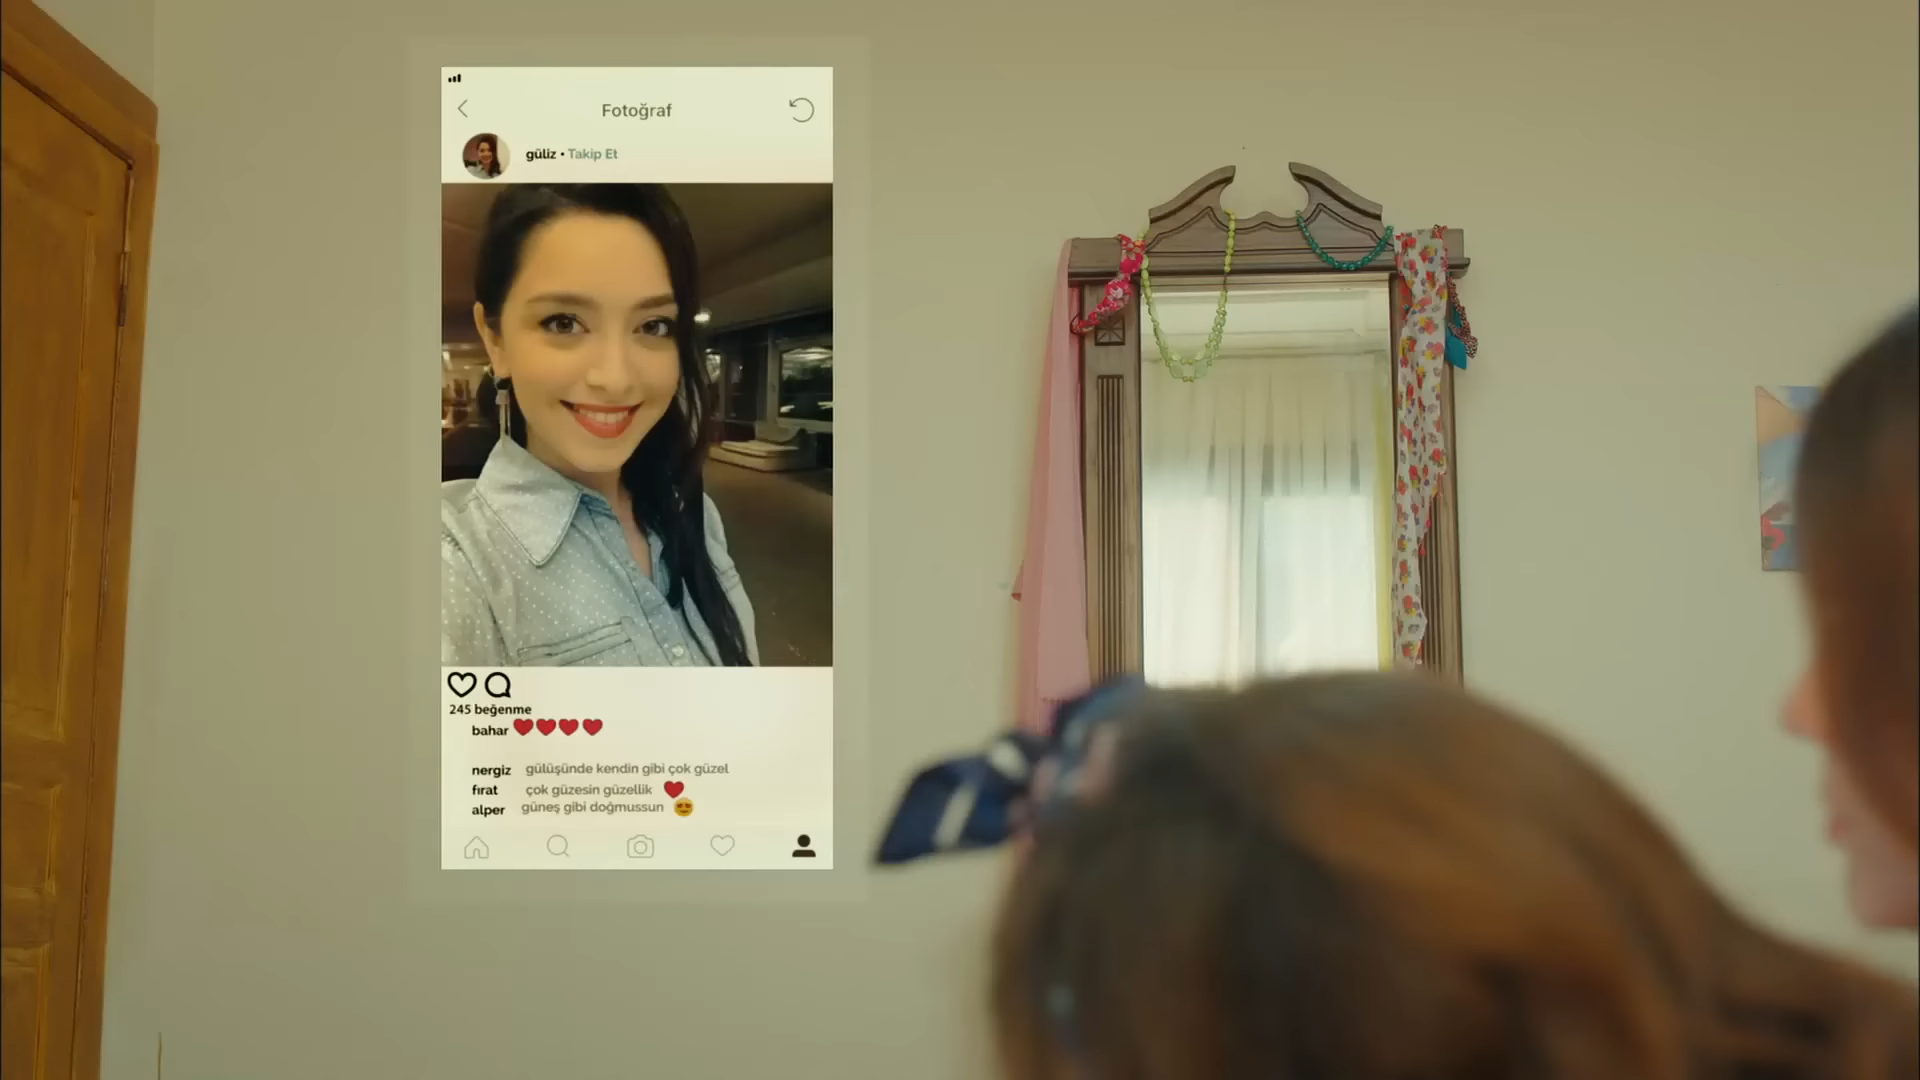 Fotoğraf
güliz • Takip Et
245 beğenme
bahar ❤❤❤❤
nergiz gülüşünde kendin gibi çok güzel
fırat çok güzesin güzellik ❤
alper güneş gibi doğmussun 😍